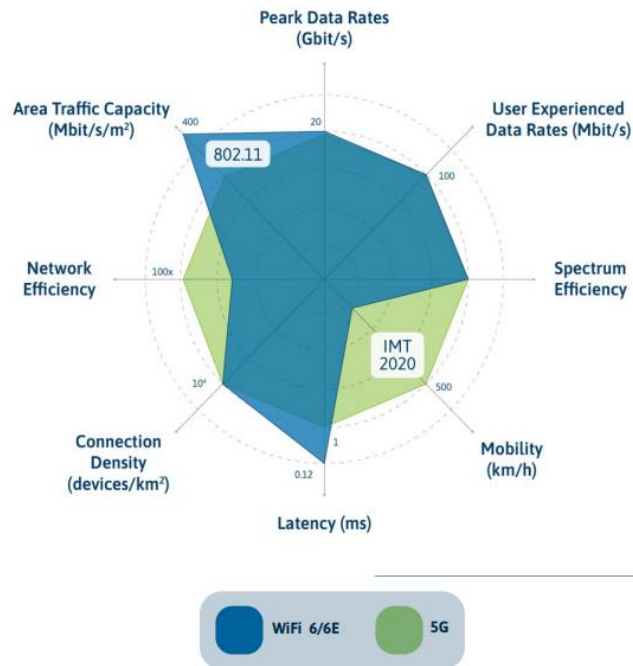 Peark Data Rates
(Gbit/s)
Area Traffic Capacity
(Mbit/s/m²)
400
20
User Experienced
Data Rates (Mbit/s)
802.11
100
Network
Efficiency
100x
Spectrum
Efficiency
IMT
2020
10⁴
500
Connection
Density
(devices/km²)
1
Mobility
(km/h)
0.12
Latency (ms)
WiFi 6/6E
5G